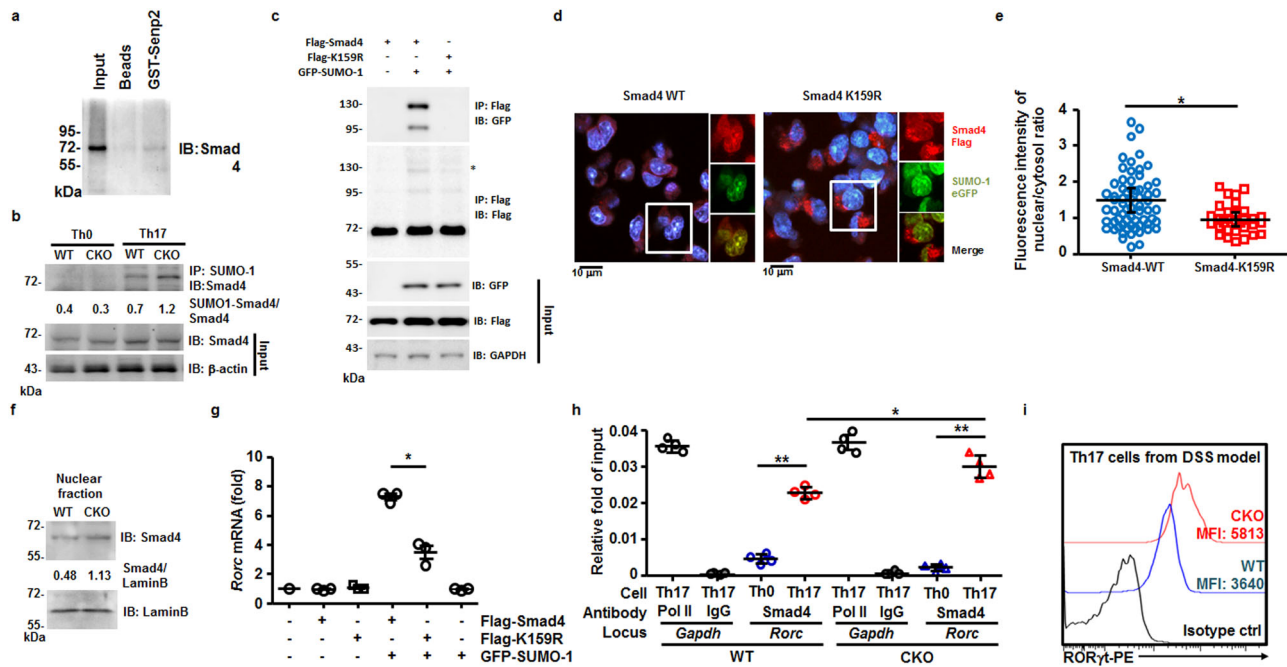 a
Input
Beads
GST-Senp2
95-
72-
55-
kDa
IB: Smad
4
b
Th0 Th17
WT CKO WT CKO
72-
IP: SUMO-1
IB:Smad4
0.4 0.3 0.7 1.2
SUMO1-Smad4/
Smad4
72-
IB: Smad4
43-
IB: β-actin
Input
kDa
c
Flag-Smad4 + + -
Flag-K159R - - +
GFP-SUMO-1 - + +
130-
95-
IP: Flag
IB: GFP
130-
*
95-
72-
IP: Flag
IB: Flag
55-
43-
IB: GFP
72-
IB: Flag
43-
IB: GAPDH
Input
kDa
d
Smad4 WT
Smad4 K159R
Smad4
Flag
SUMO-1
eGFP
Merge
10 µm
10 µm
e
Fluorescence intensity of
nuclear/cytosol ratio
4
3
2
1
0
*
Smad4-WT
Smad4-K159R
f
Nuclear
fraction
WT CKO
72-
55-
IB: Smad4
0.48 1.13
Smad4/
LaminB
72-
55-
IB: LaminB
kDa
g
Rorc mRNA (fold)
10
8
6
4
2
0
*
- + - + - - Flag-Smad4
- - + - + - Flag-K159R
- - - + + + GFP-SUMO-1
h
Relative fold of input
0.04
0.03
0.02
0.01
0
*
**
**
Cell Th17 Th17 Th0 Th17 Th17 Th17 Th0 Th17
Antibody Pol II IgG Smad4 Pol II IgG Smad4
Locus Gapdh Rorc Gapdh Rorc
WT CKO
i
Th17 cells from DSS model
CKO
MFI: 5813
WT
MFI: 3640
Isotype ctrl
RORγt-PE